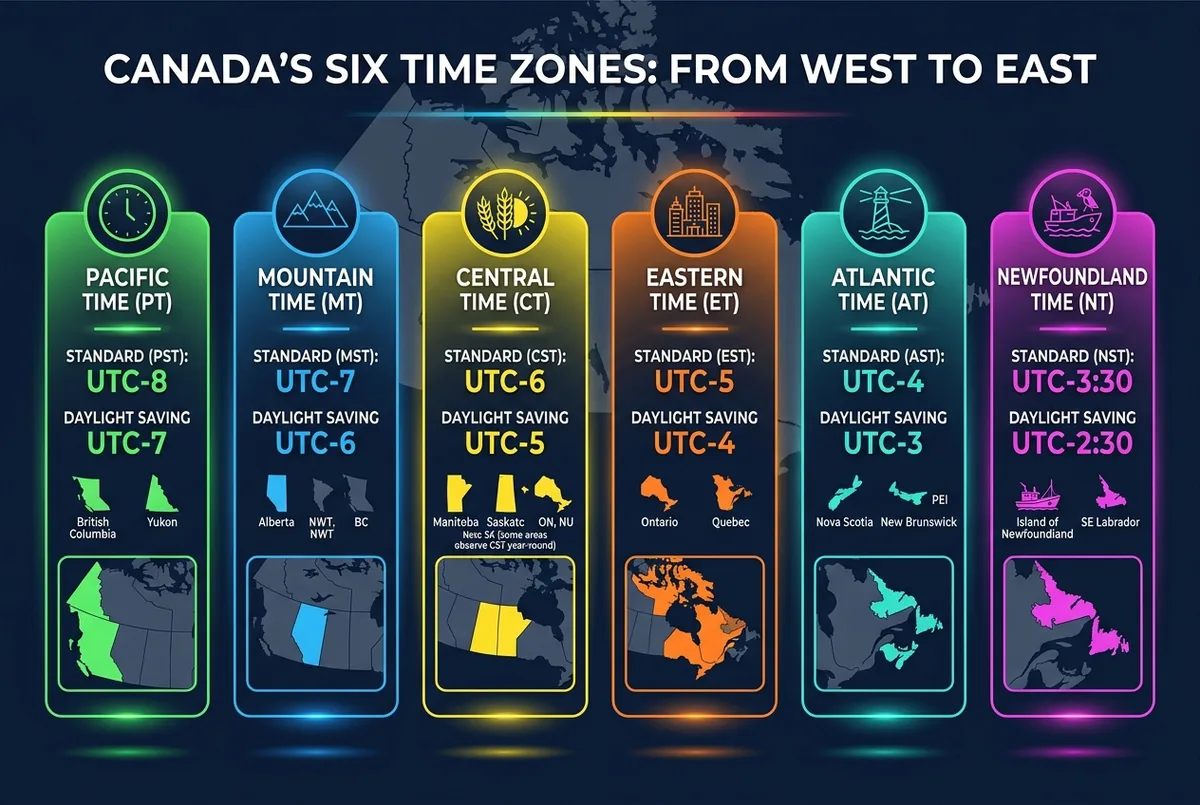 CANADA'S SIX TIME ZONES: FROM WEST TO EAST
PACIFIC
TIME (PT)
STANDARD (PST):
UTC-8
DAYLIGHT SAVING
UTC-7
British
Columbia
Yukon
MOUNTAIN
TIME (MT)
STANDARD (MST):
UTC-7
DAYLIGHT SAVING
UTC-6
Alberta
NWT,
NWT
BC
CENTRAL
TIME (CT)
STANDARD (CST):
UTC-6
DAYLIGHT SAVING
UTC-5
Manitoba
Saskatc
ON, NU
(some areas
observe CST year-round)
EASTERN
TIME (ET)
STANDARD (EST):
UTC-5
DAYLIGHT SAVING
UTC-4
Ontario
Quebec
ATLANTIC
TIME (AT)
STANDARD (AST):
UTC-4
DAYLIGHT SAVING
UTC-3
Nova Scotia
PEI
New Brunswick
NEWFOUNDLAND
TIME (NT)
STANDARD (NST):
UTC-3:30
DAYLIGHT SAVING
UTC-2:30
Island of
Newfoundland
SE Labrador